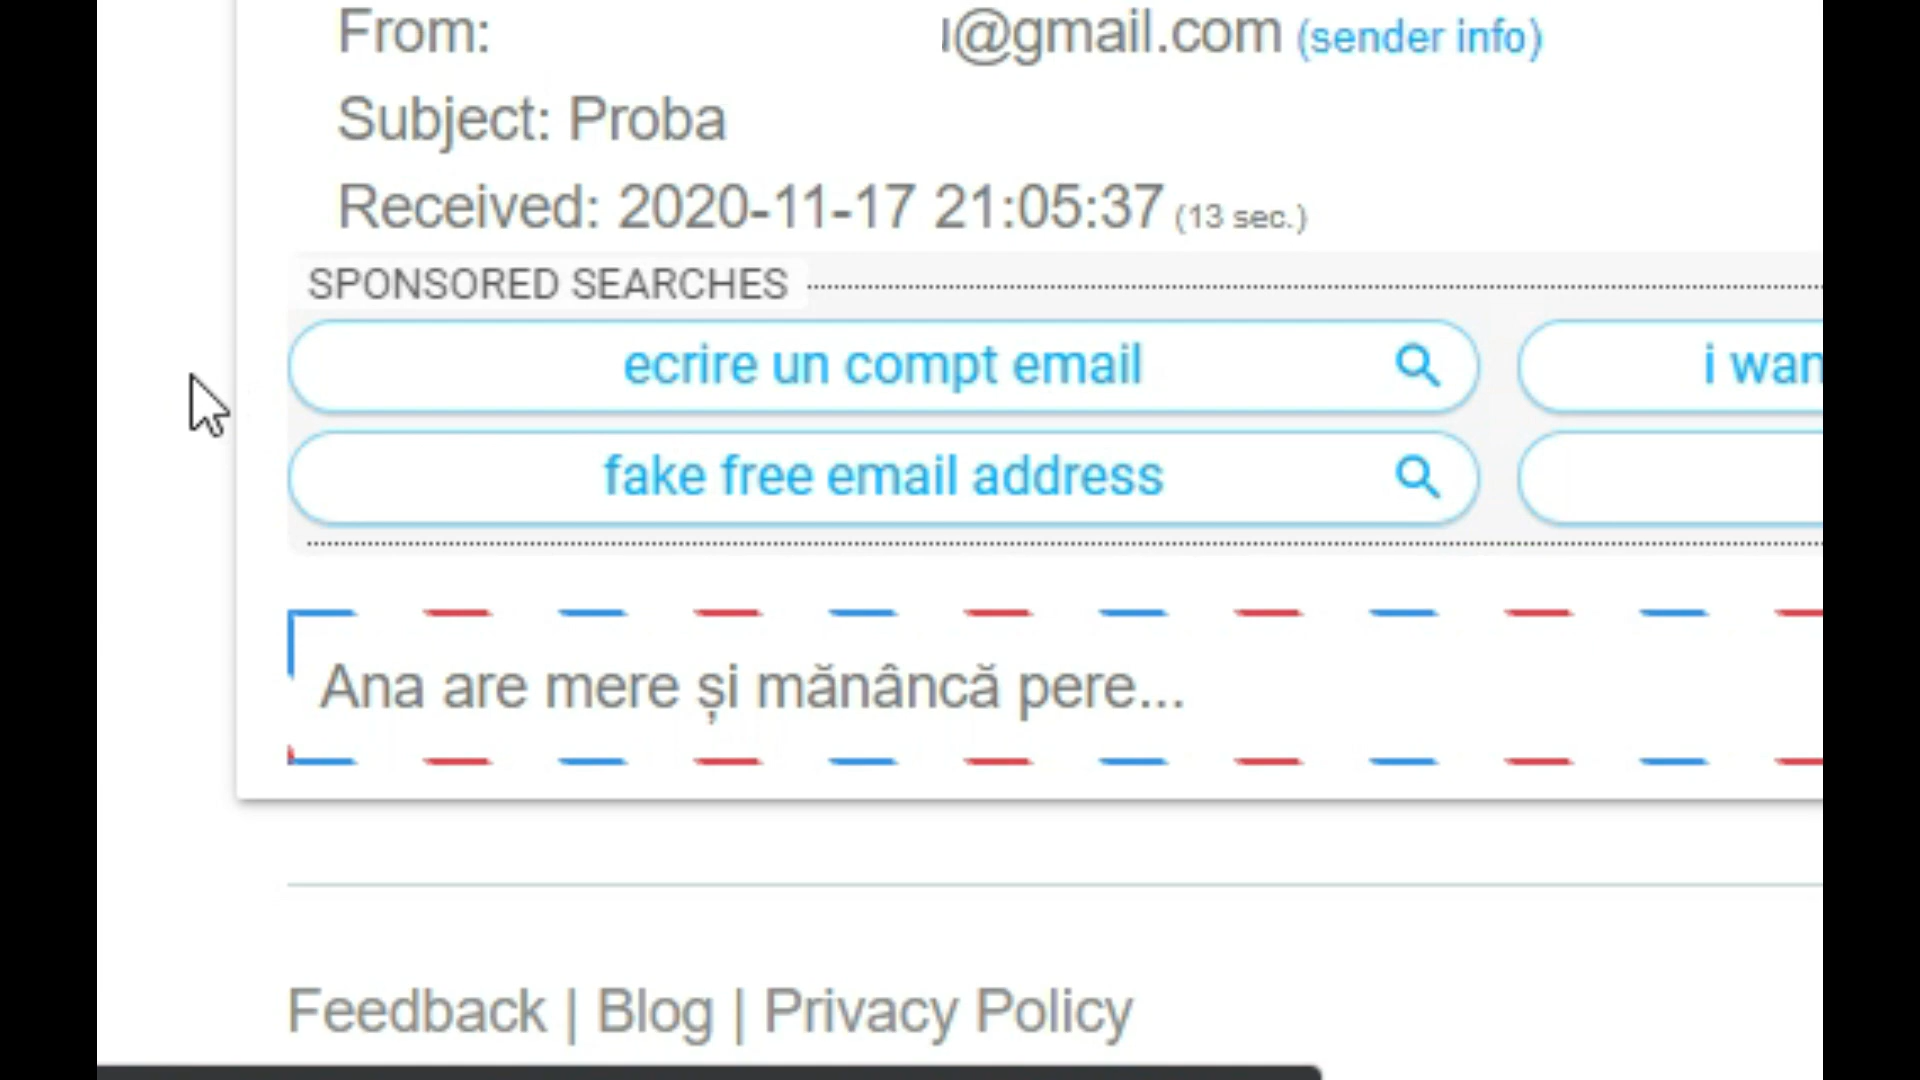 From: @gmail.com (sender info)
Subject: Proba
Received: 2020-11-17 21:05:37 (13 sec.)
SPONSORED SEARCHES
ecrire un compt email
i wan
fake free email address
Ana are mere și mănâncă pere...
Feedback | Blog | Privacy Policy